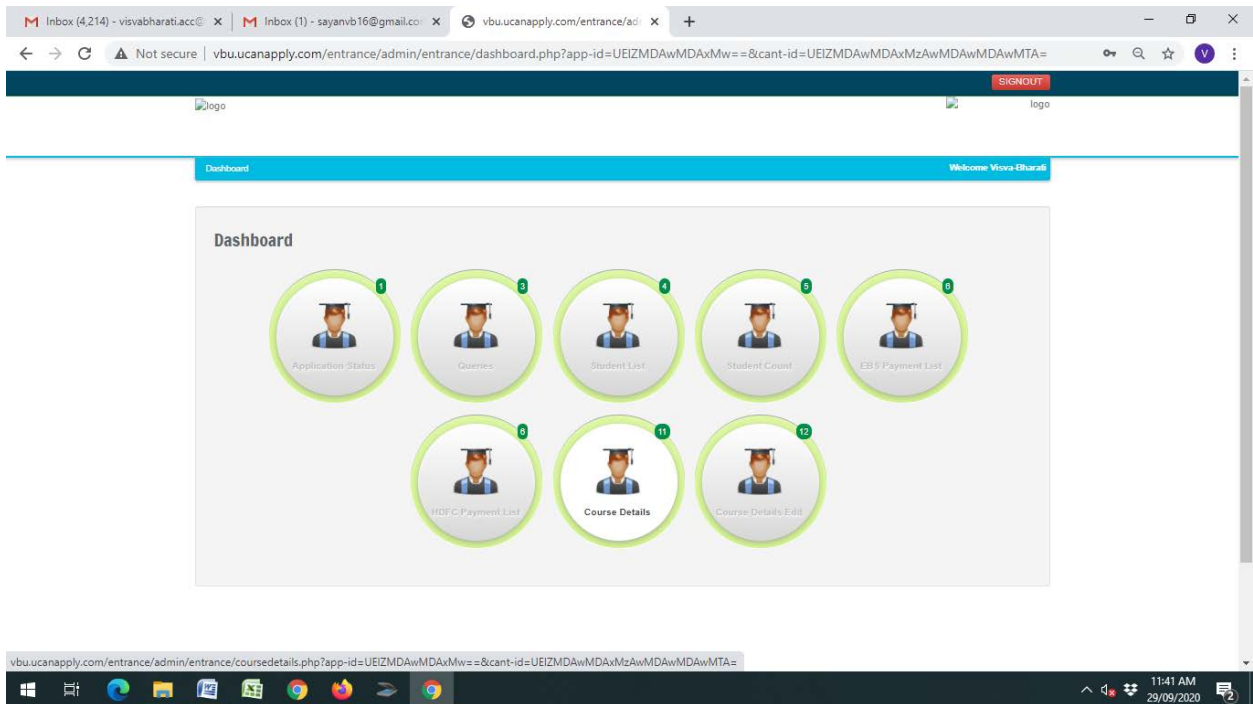 Inbox (4,214) - visvabharati.acc@
Inbox (1) - sayanvb16@gmail.com
vbu.ucanapply.com/entrance/ad
Not secure | vbu.ucanapply.com/entrance/admin/entrance/dashboard.php?app-id=UEIZMDAwMDAxMw==&cant-id=UEIZMDAwMDAxMzAwMDAwMDAwMTA=
V
SIGNOUT
logo
logo
Dashboard
Welcome Visva-Bharati
Dashboard
1
3
4
5
6
Application Status
Queries
Student List
Student Count
EBS Payment List
6
11
12
HDFC Payment List
Course Details
Course Details Edit
vbu.ucanapply.com/entrance/admin/entrance/coursedetails.php?app-id=UEIZMDAwMDAxMw==&cant-id=UEIZMDAwMDAxMzAwMDAwMDAwMTA=
11:41 AM
29/09/2020
2